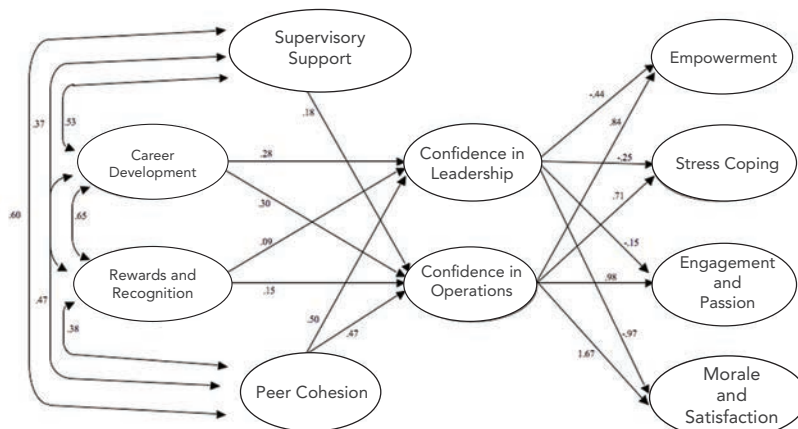 Supervisory
Support
Empowerment
.37
.53
.18
-.44
.84
Career
Development
.28
Confidence in
Leadership
-.25
Stress Coping
.60
.65
.30
.71
.09
-.15
Rewards and
Recognition
.15
Confidence in
Operations
.98
Engagement
and
Passion
.47
.38
.50
.47
-.97
1.67
Peer Cohesion
Morale
and
Satisfaction